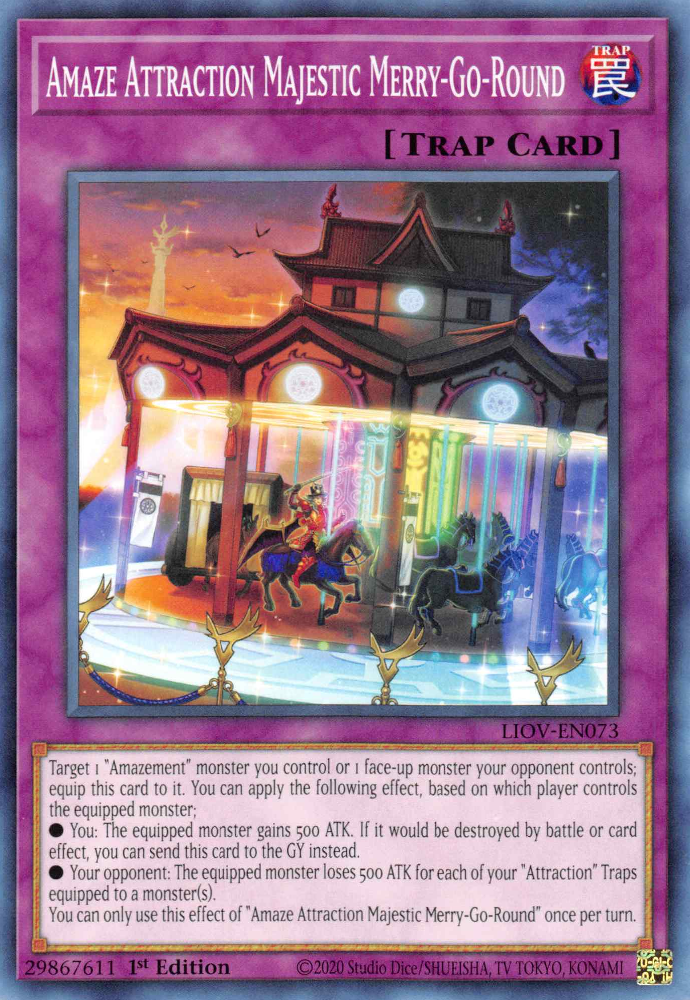 AMAZE ATTRACTION MAJESTIC MERRY-GO-ROUND
TRAP
罠
[TRAP CARD]
LIOV-EN073
Target 1 "Amazement" monster you control or 1 face-up monster your opponent controls;
equip this card to it. You can apply the following effect, based on which player controls
the equipped monster;
● You: The equipped monster gains 500 ATK. If it would be destroyed by battle or card
effect, you can send this card to the GY instead.
● Your opponent: The equipped monster loses 500 ATK for each of your "Attraction" Traps
equipped to a monster(s).
You can only use this effect of "Amaze Attraction Majestic Merry-Go-Round" once per turn.
29867611 1st Edition ©2020 Studio Dice/SHUEISHA, TV TOKYO, KONAMI